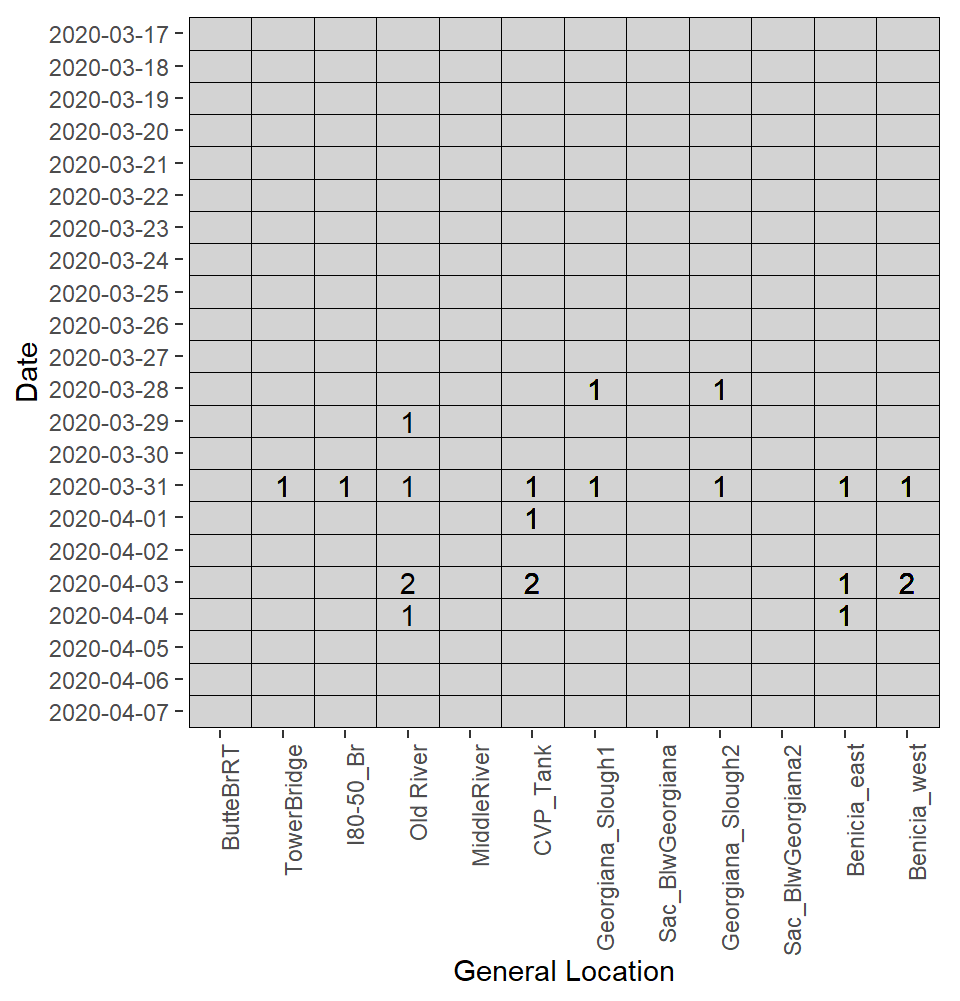 2020-03-17
2020-03-18
2020-03-19
2020-03-20
2020-03-21
2020-03-22
2020-03-23
2020-03-24
2020-03-25
2020-03-26
2020-03-27
2020-03-28 1 1
2020-03-29 1
2020-03-30
2020-03-31 1 1 1 1 1 1 1 1
2020-04-01 1
2020-04-02
2020-04-03 2 2 1 2
2020-04-04 1 1
2020-04-05
2020-04-06
2020-04-07
Date
ButteBrRT
TowerBridge
I80-50_Br
Old River
MiddleRiver
CVP_Tank
Georgiana_Slough1
Sac_BlwGeorgiana
Georgiana_Slough2
Sac_BlwGeorgiana2
Benicia_east
Benicia_west
General Location